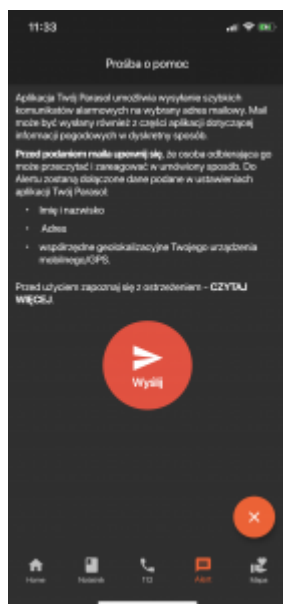 11:33
Prośba o pomoc
Aplikacja Twój Parasol umożliwia wysyłanie szybkich
komunikatów alarmowych na wybrany adres mailowy. Mail
może być wysłany również z części aplikacji dotyczącej
informacji pogodowych w dyskretny sposób.
Przed podaniem maila upewnij się, że osoba odbierająca go
może przeczytać i zareagować w umówiony sposób. Do
Alertu zostaną dołączone dane podane w ustawieniach
aplikacji Twój Parasol:
• Imię i nazwisko
• Adres
• współrzędne geolokalizacyjne Twojego urządzenia
mobilnego/GPS.
Przed użyciem zapoznaj się z ostrzeżeniem - CZYTAJ
WIĘCEJ.
Wyślij
Home Notatnik 112 Alert Mapa